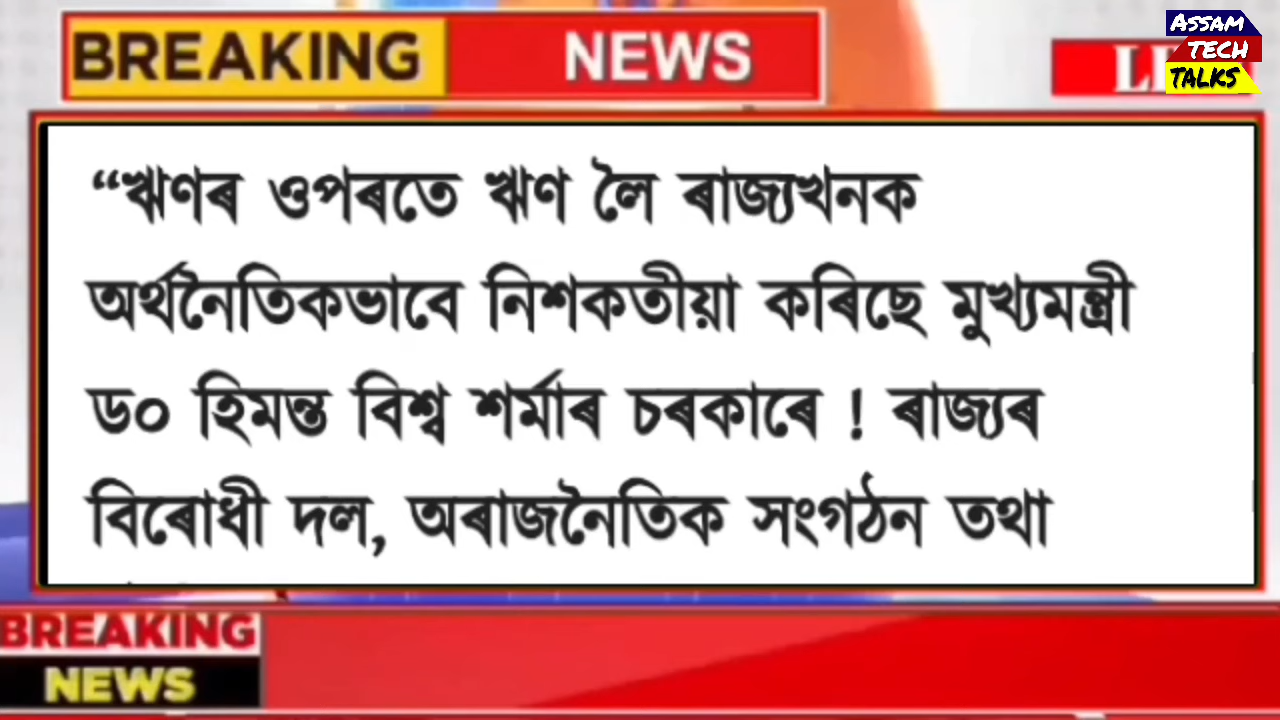 BREAKING NEWS
ASSAM
TECH
TALKS
“ঋণৰ ওপৰতে ঋণ লৈ ৰাজ্যখনক
অৰ্থনৈতিকভাবে নিশকতীয়া কৰিছে মুখ্যমন্ত্ৰী
ড০ হিমন্ত বিশ্ব শৰ্মাৰ চৰকাৰে ! ৰাজ্যৰ
বিৰোধী দল, অৰাজনৈতিক সংগঠন তথা
BREAKING
NEWS